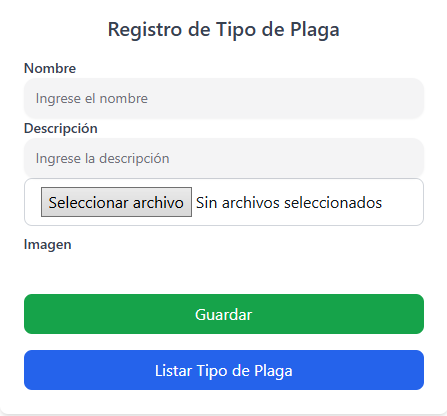 Registro de Tipo de Plaga
Nombre
Ingrese el nombre
Descripción
Ingrese la descripción
Seleccionar archivo Sin archivos seleccionados
Imagen
Guardar
Listar Tipo de Plaga